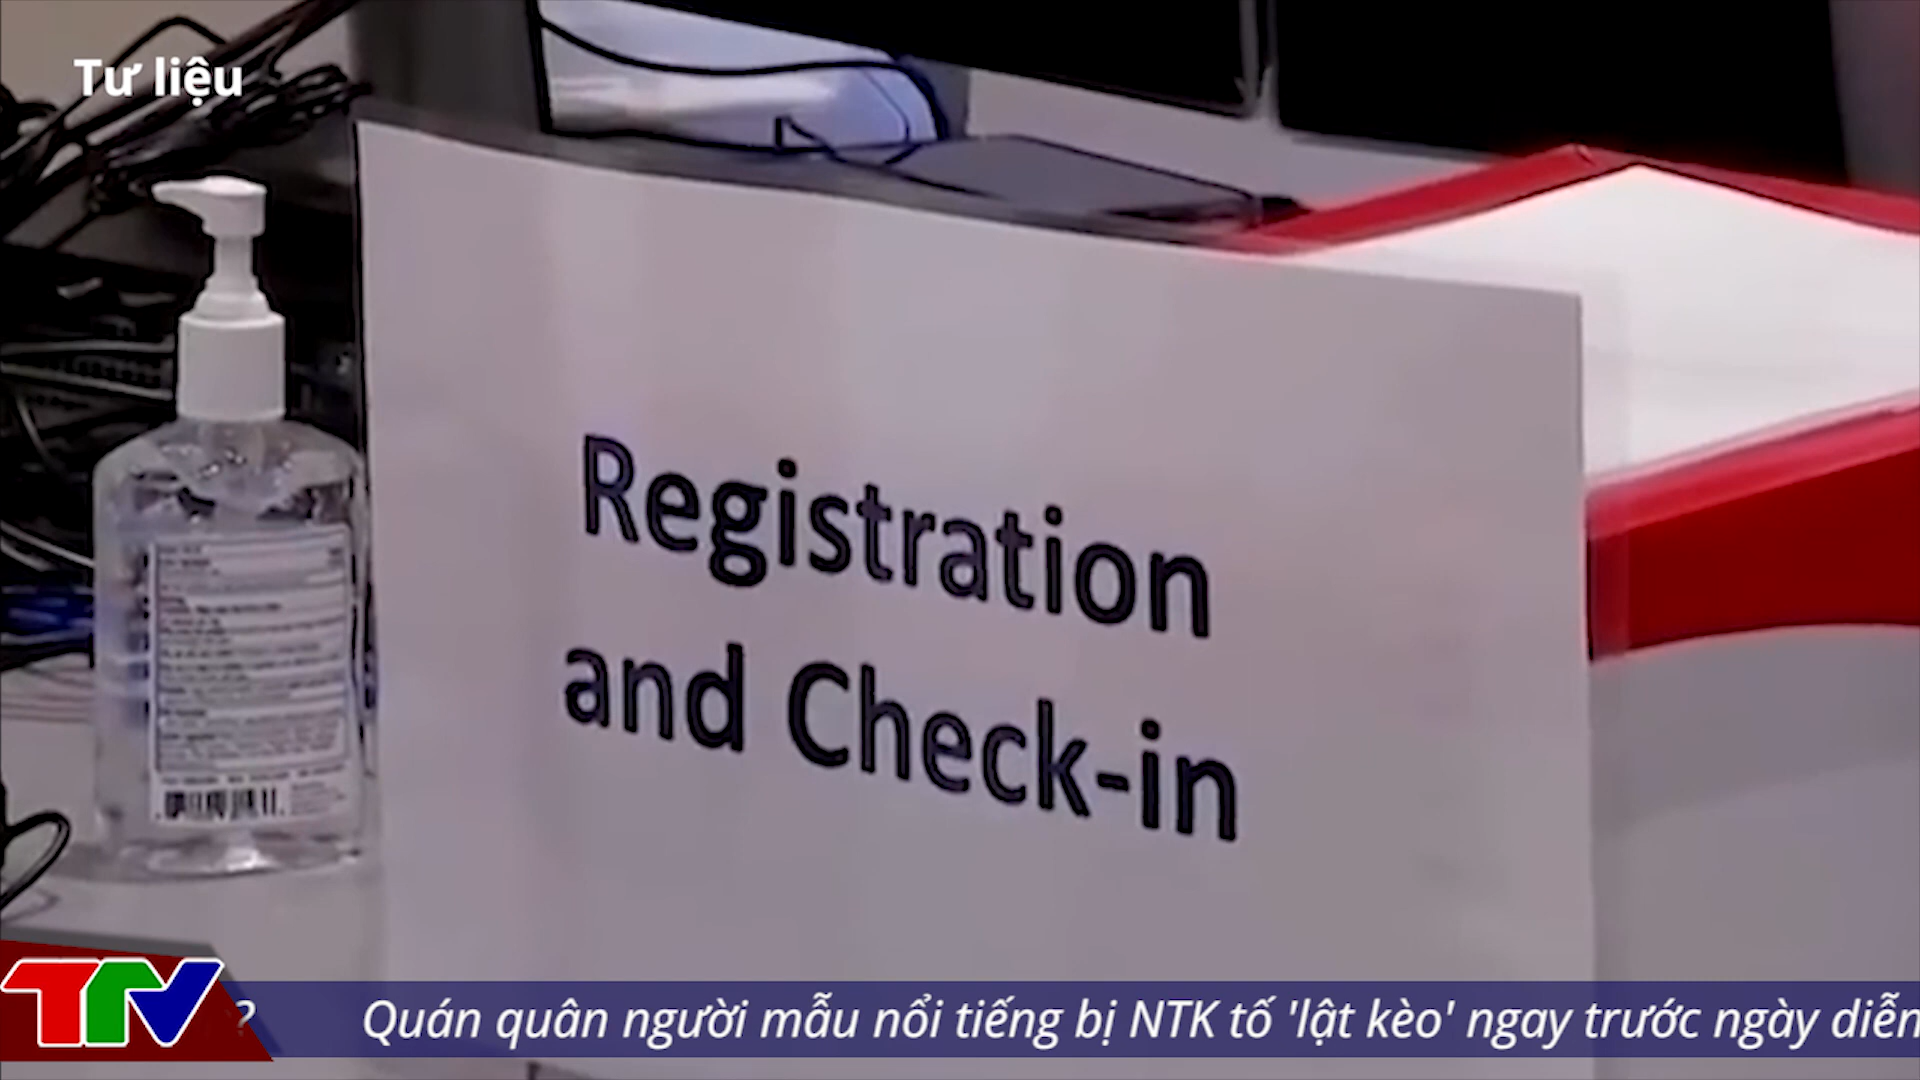 Tư liệu
Registration
and Check-in
TTV
? Quán quân người mẫu nổi tiếng bị NTK tố 'lật kèo' ngay trước ngày diễn